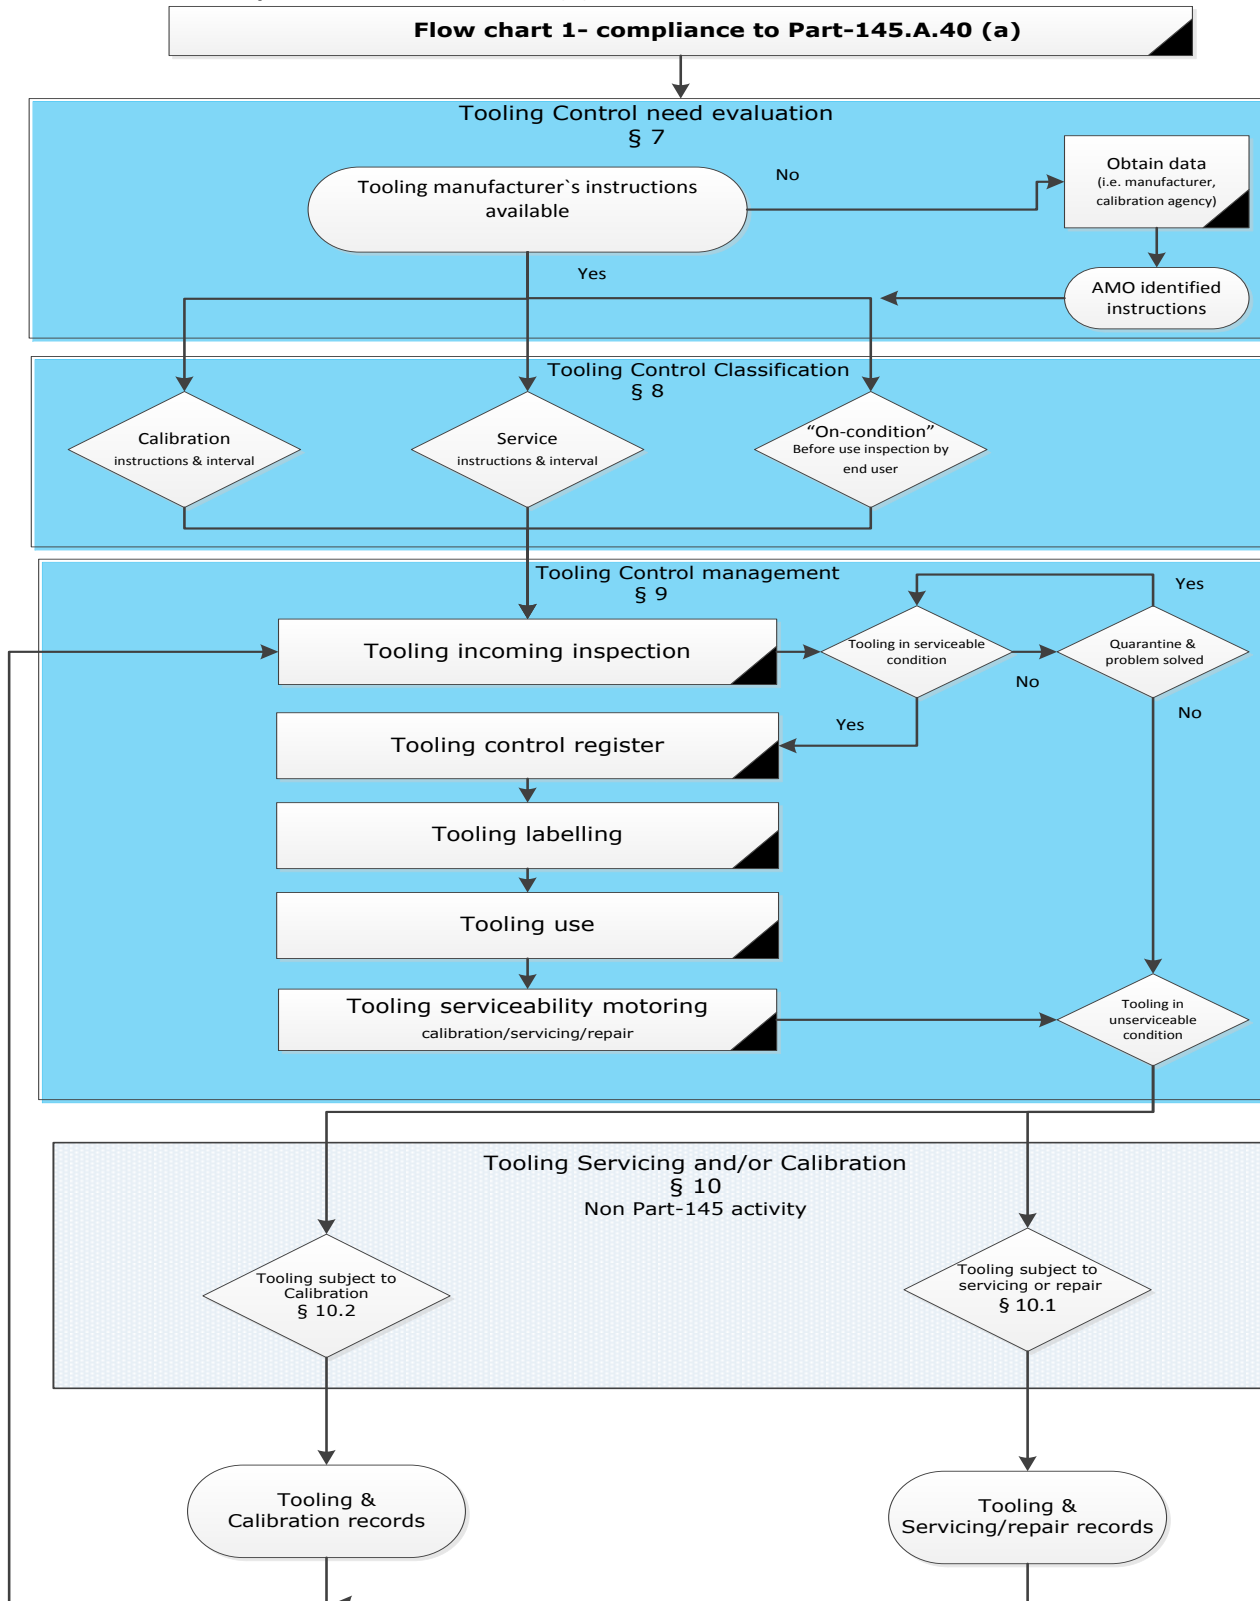 Flow chart 1- compliance to Part-145.A.40 (a)
Tooling Control need evaluation
§ 7
Tooling manufacturer`s instructions
available
No
Obtain data
(i.e. manufacturer,
calibration agency)
Yes
AMO identified
instructions
Tooling Control Classification
§ 8
Calibration
instructions & interval
Service
instructions & interval
“On-condition”
Before use inspection by
end user
Tooling Control management
§ 9
Yes
Tooling incoming inspection
Tooling in serviceable
condition
Quarantine &
problem solved
No
No
Yes
Tooling control register
Tooling labelling
Tooling use
Tooling serviceability motoring
calibration/servicing/repair
Tooling in
unserviceable
condition
Tooling Servicing and/or Calibration
§ 10
Non Part-145 activity
Tooling subject to
Calibration
§ 10.2
Tooling subject to
servicing or repair
§ 10.1
Tooling &
Calibration records
Tooling &
Servicing/repair records